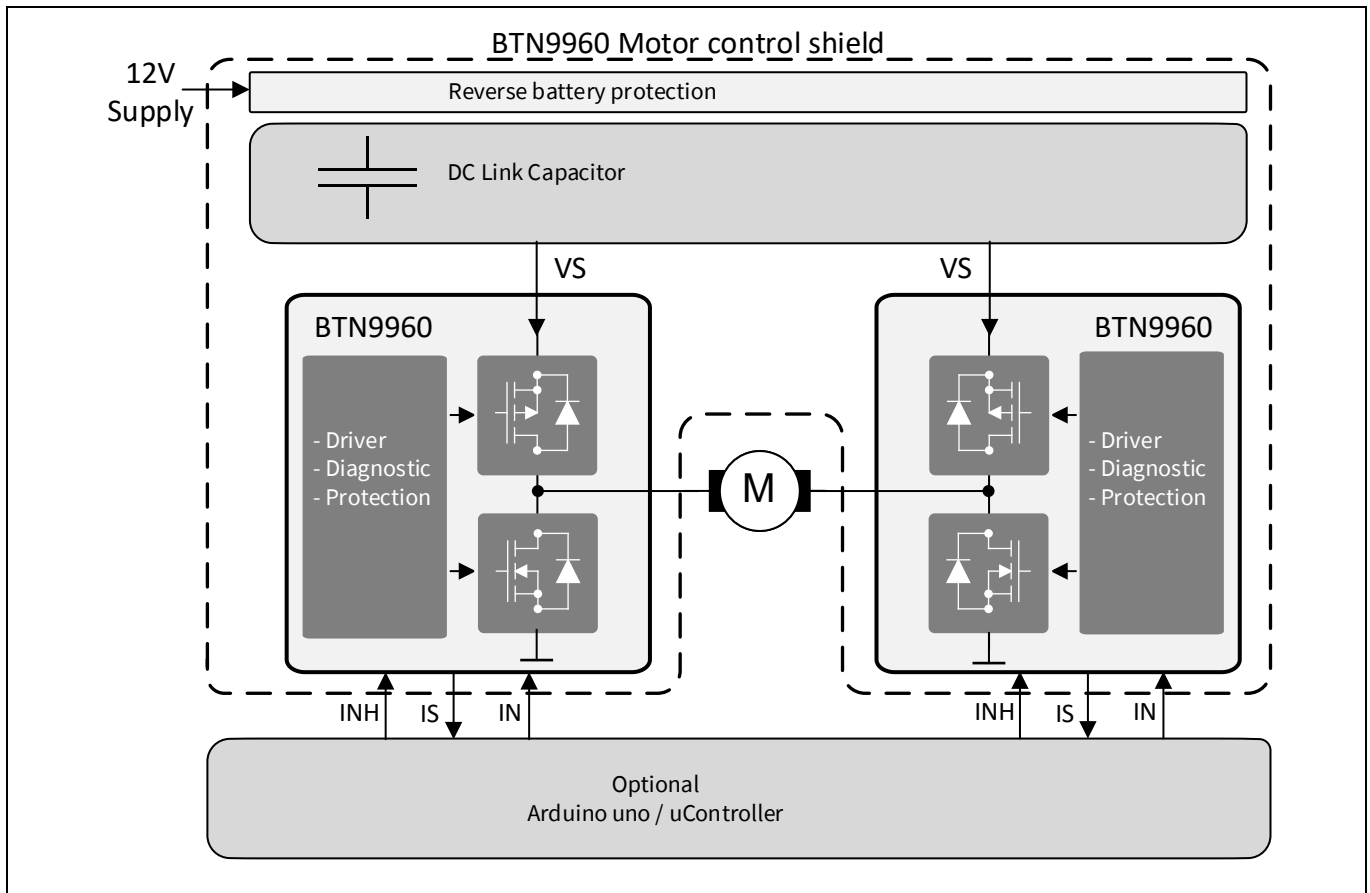 BTN9960 Motor control shield
12V
Supply
Reverse battery protection
DC Link Capacitor
VS
VS
BTN9960
BTN9960
- Driver
- Diagnostic
- Protection
- Driver
- Diagnostic
- Protection
M
INH
IS
IN
INH
IS
IN
Optional
Arduino uno / uController